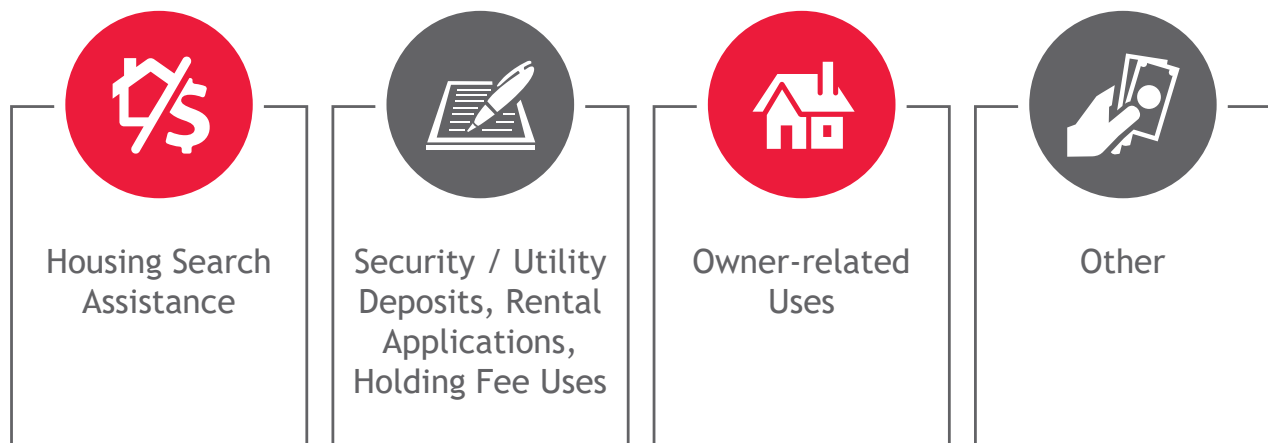 Housing Search
Assistance
Security / Utility
Deposits, Rental
Applications,
Holding Fee Uses
Owner-related
Uses
Other